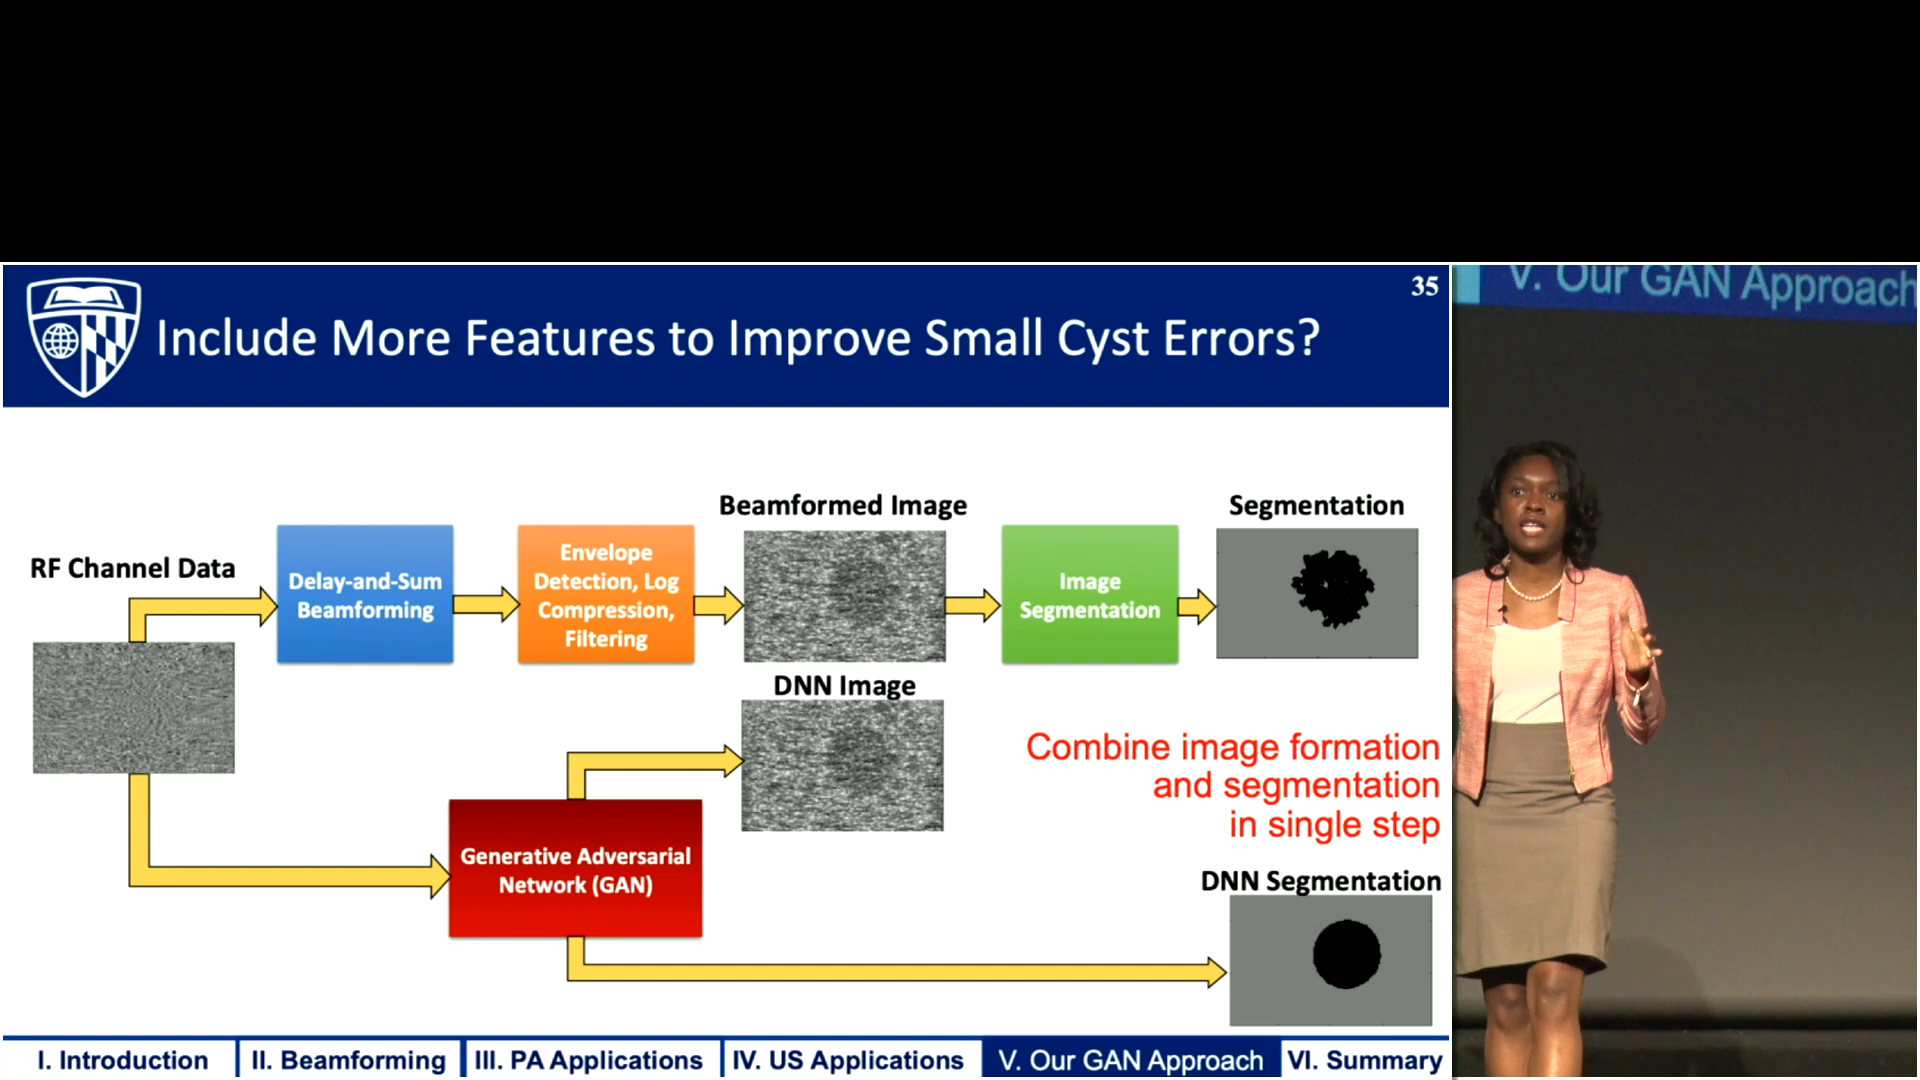 35
Include More Features to Improve Small Cyst Errors?
V. Our GAN Approach
RF Channel Data
Delay-and-Sum
Beamforming
Envelope
Detection, Log
Compression,
Filtering
Beamformed Image
Image
Segmentation
Segmentation
DNN Image
Combine image formation
and segmentation
in single step
Generative Adversarial
Network (GAN)
DNN Segmentation
I. Introduction
II. Beamforming
III. PA Applications
IV. US Applications
V. Our GAN Approach
VI. Summary